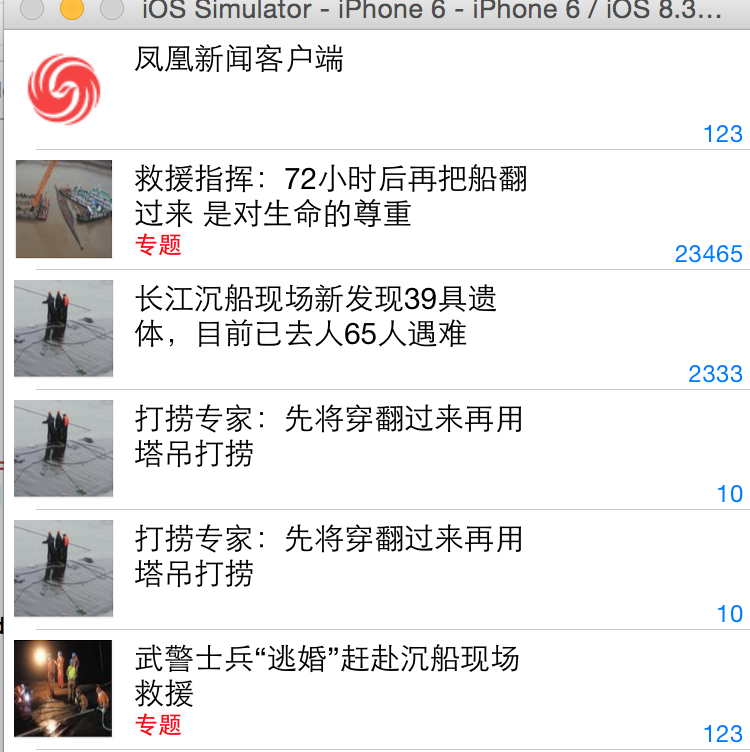 iOS Simulator - iPhone 6 - iPhone 6 / iOS 8.3…
凤凰新闻客户端
123
救援指挥：72小时后再把船翻
过来 是对生命的尊重
专题
23465
长江沉船现场新发现39具遗
体，目前已去人65人遇难
2333
打捞专家：先将穿翻过来再用
塔吊打捞
10
打捞专家：先将穿翻过来再用
塔吊打捞
10
武警士兵“逃婚”赶赴沉船现场
救援
专题
123